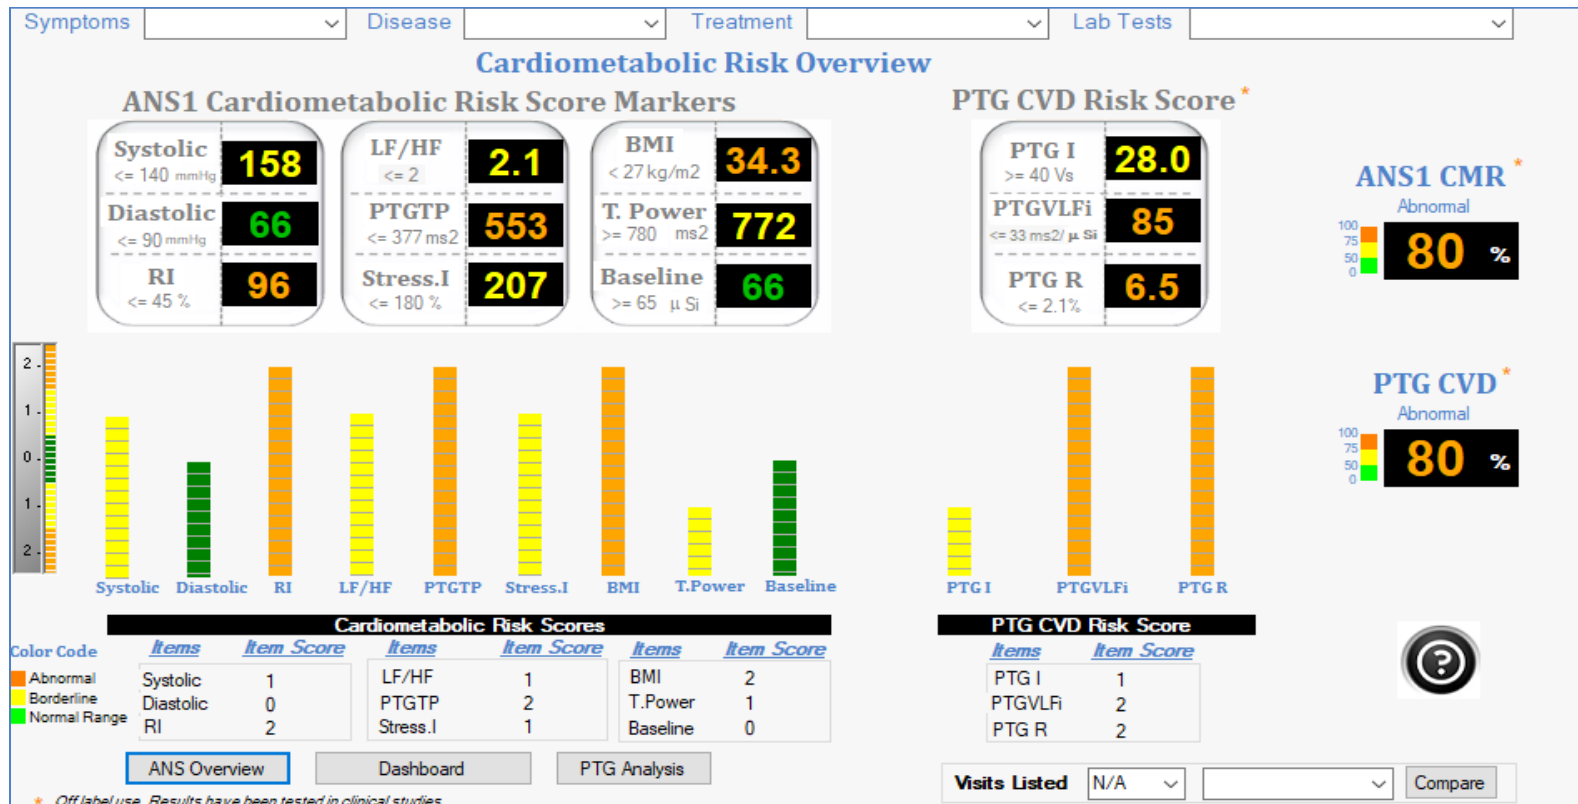 Symptoms Disease Treatment Lab Tests
Cardiometabolic Risk Overview
ANS1 Cardiometabolic Risk Score Markers
Systolic
<= 140 mmHg
158
Diastolic
<= 90 mmHg
66
RI
<= 45 %
96
LF/HF
<= 2
2.1
PTGTP
<= 377 ms2
553
Stress.I
<= 180 %
207
BMI
< 27 kg/m2
34.3
T. Power
>= 780 ms2
772
Baseline
>= 65 µ Si
66
PTG CVD Risk Score *
PTG I
>= 40 Vs
28.0
PTGVLFi
<= 33 ms2/ µ Si
85
PTG R
<= 2.1%
6.5
ANS1 CMR *
Abnormal
100
75
50
0
80 %
PTG CVD *
Abnormal
100
75
50
0
80 %
2
1
0
1
2
Systolic Diastolic RI LF/HF PTGTP Stress.I BMI T.Power Baseline
PTG I PTGVLFi PTG R
Color Code
Abnormal
Borderline
Normal Range
Cardiometabolic Risk Scores
Items Item Score Items Item Score Items Item Score
Systolic 1 LF/HF 1 BMI 2
Diastolic 0 PTGTP 2 T.Power 1
RI 2 Stress.I 1 Baseline 0
PTG CVD Risk Score
Items Item Score
PTG I 1
PTGVLFi 2
PTG R 2
?
ANS Overview Dashboard PTG Analysis
Visits Listed N/A Compare
* Off label use. Results have been tested in clinical studies